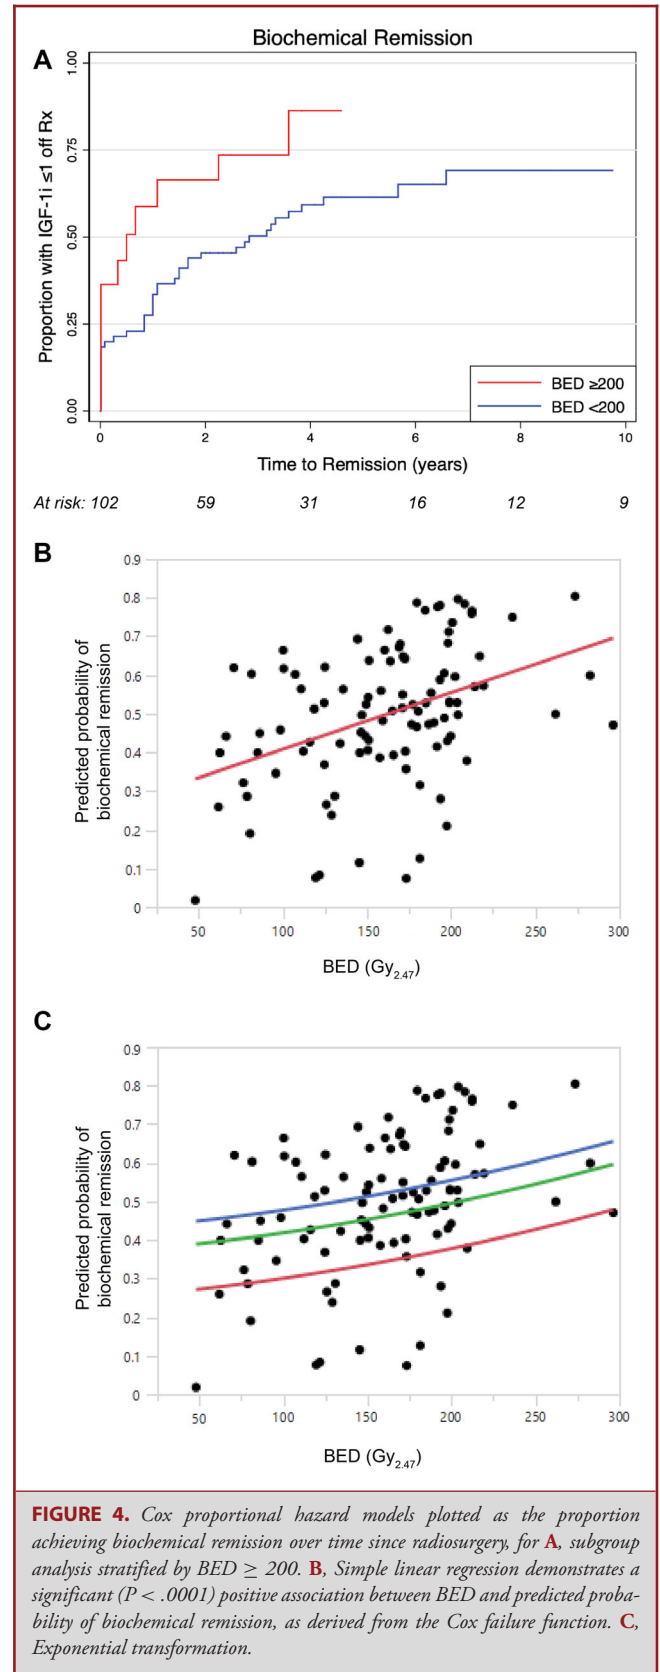 A
Biochemical Remission
Proportion with IGF-1i ≤1 off Rx
1.00
0.75
0.50
0.25
0.00
BED ≥200
BED <200
0 2 4 6 8 10
Time to Remission (years)
At risk: 102 59 31 16 12 9
B
Predicted probability of
biochemical remission
0.9
0.8
0.7
0.6
0.5
0.4
0.3
0.2
0.1
0
50 100 150 200 250 300
BED (Gy2.47)
C
Predicted probability of
biochemical remission
0.9
0.8
0.7
0.6
0.5
0.4
0.3
0.2
0.1
0
50 100 150 200 250 300
BED (Gy2.47)
FIGURE 4. Cox proportional hazard models plotted as the proportion
achieving biochemical remission over time since radiosurgery, for A, subgroup
analysis stratified by BED ≥ 200. B, Simple linear regression demonstrates a
significant (P < .0001) positive association between BED and predicted proba-
bility of biochemical remission, as derived from the Cox failure function. C,
Exponential transformation.